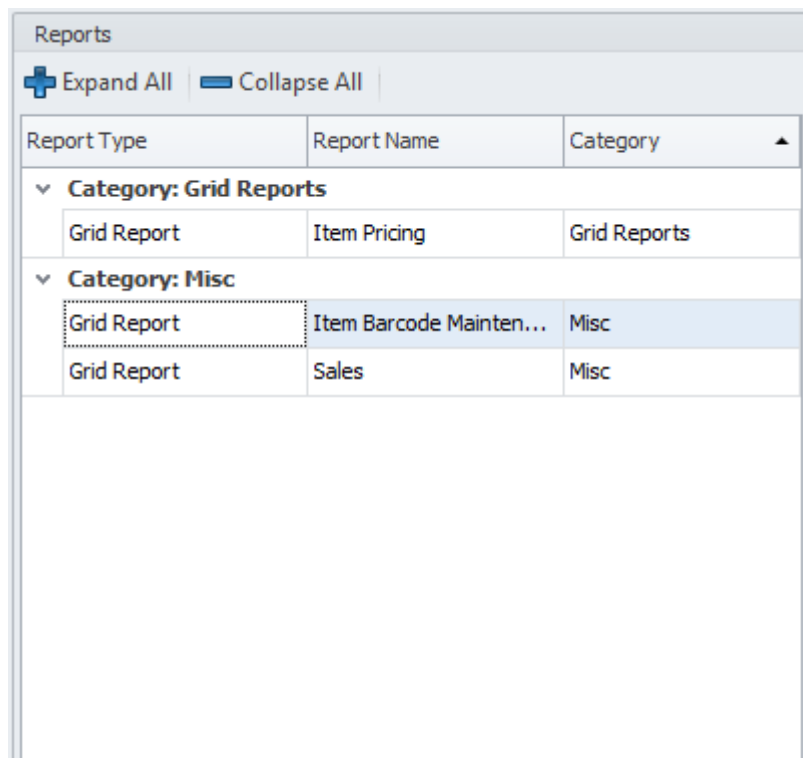 Reports
Expand All Collapse All
Report Type Report Name Category
Category: Grid Reports
Grid Report Item Pricing Grid Reports
Category: Misc
Grid Report Item Barcode Mainten... Misc
Grid Report Sales Misc